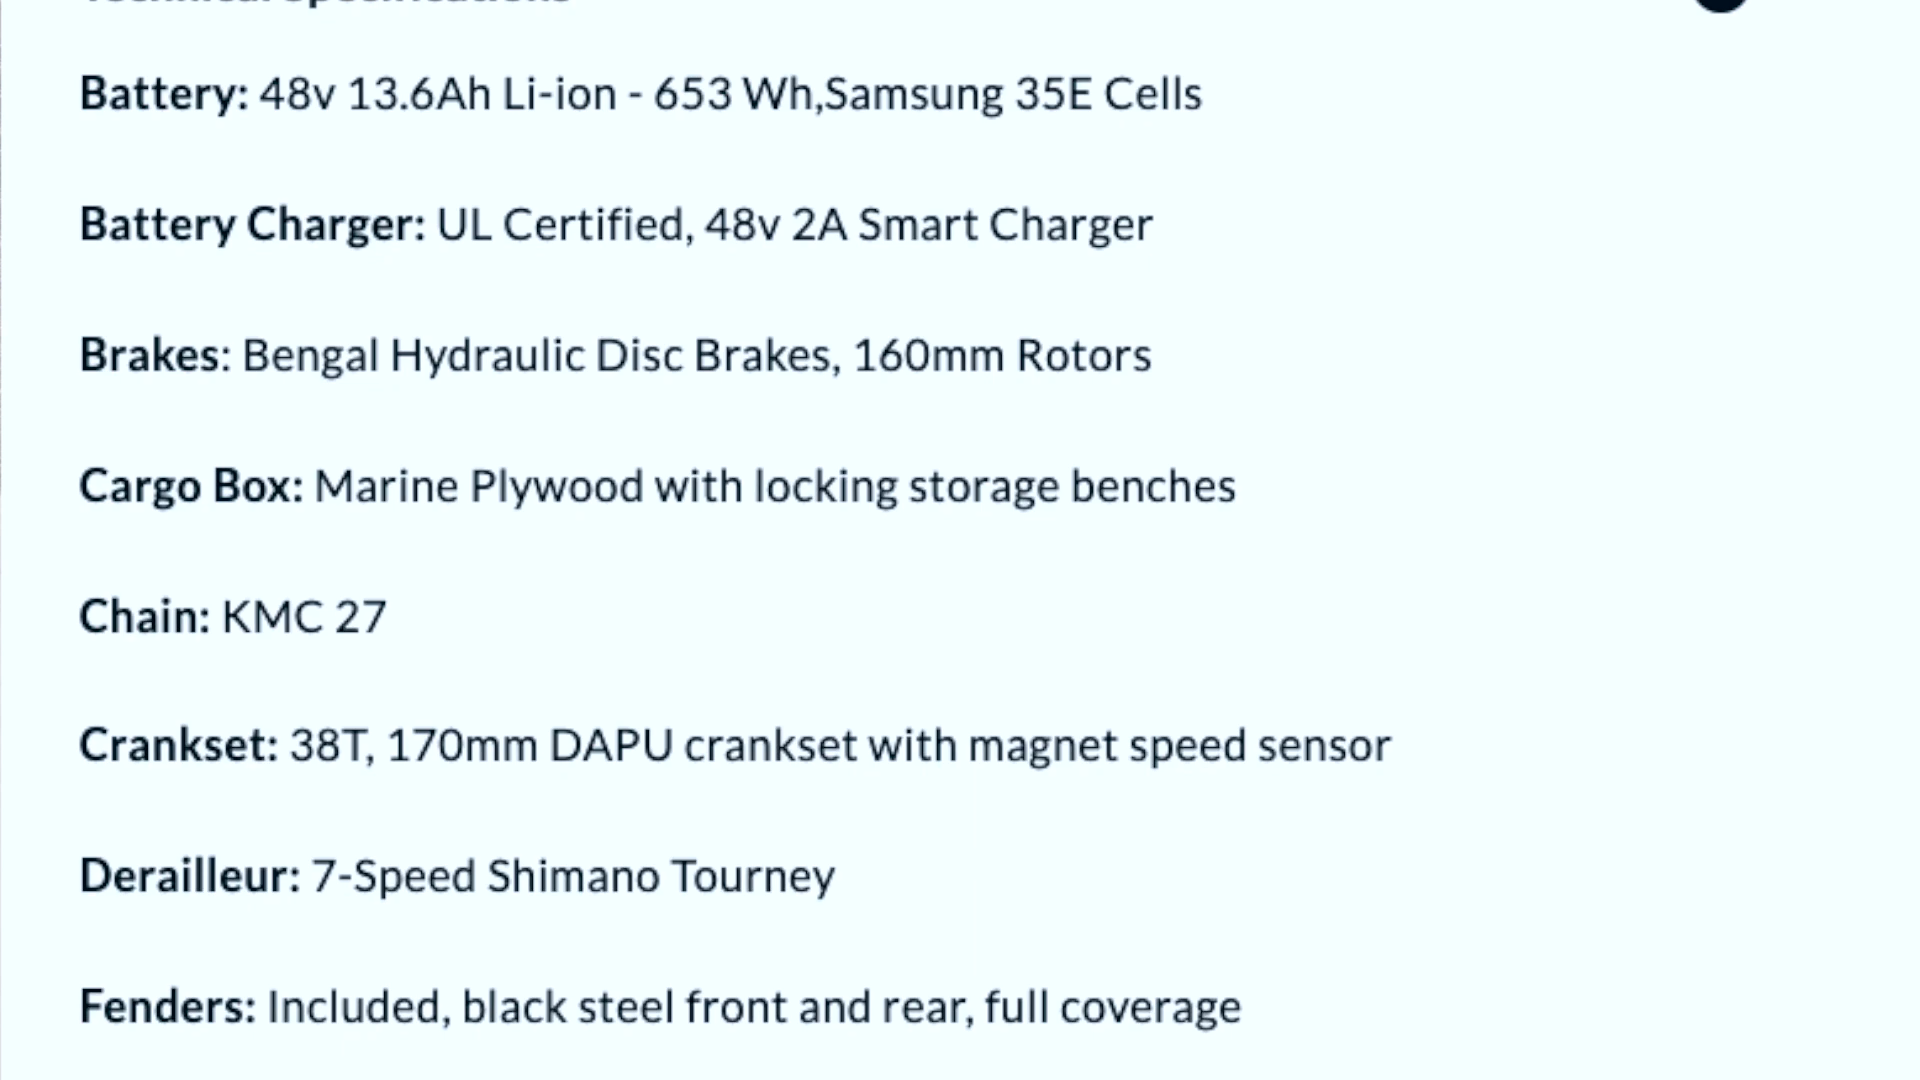 Technical Specifications
Battery: 48v 13.6Ah Li-ion - 653 Wh,Samsung 35E Cells
Battery Charger: UL Certified, 48v 2A Smart Charger
Brakes: Bengal Hydraulic Disc Brakes, 160mm Rotors
Cargo Box: Marine Plywood with locking storage benches
Chain: KMC 27
Crankset: 38T, 170mm DAPU crankset with magnet speed sensor
Derailleur: 7-Speed Shimano Tourney
Fenders: Included, black steel front and rear, full coverage